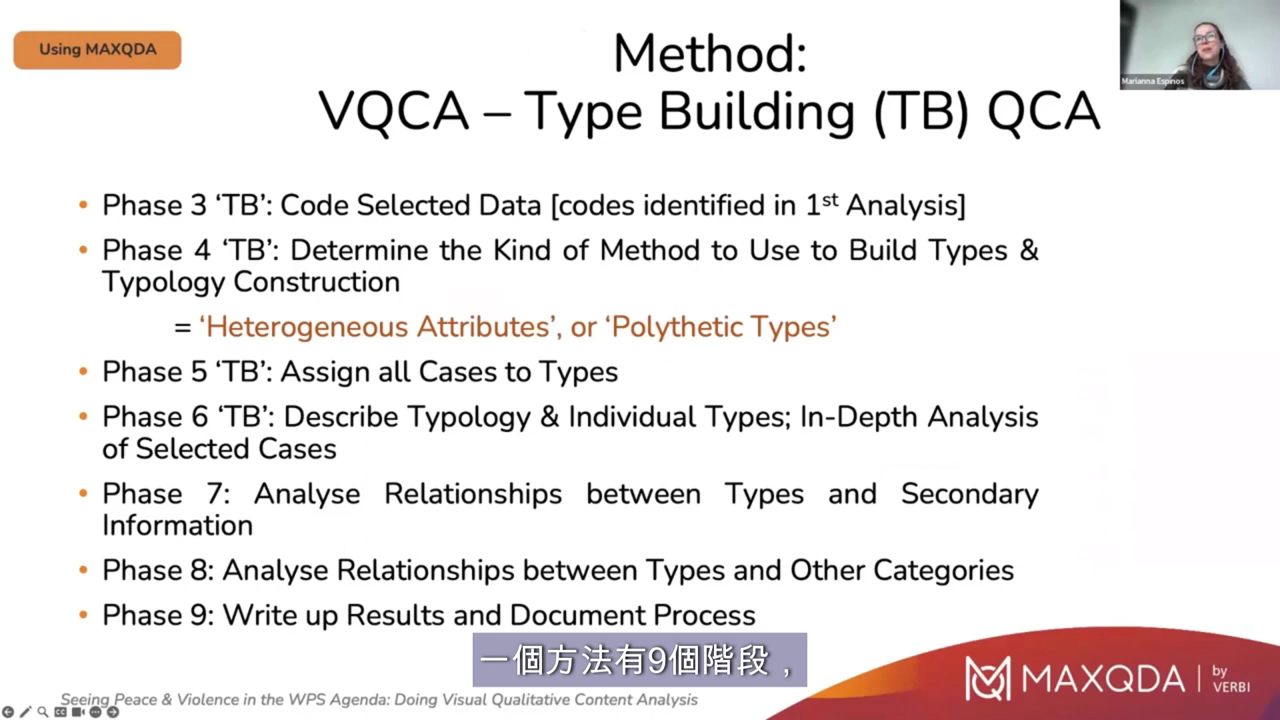 Using MAXQDA
Method:
VQCA – Type Building (TB) QCA
Marianna Espinos
• Phase 3 ‘TB’: Code Selected Data [codes identified in 1st Analysis]
• Phase 4 ‘TB’: Determine the Kind of Method to Use to Build Types &
Typology Construction
= ‘Heterogeneous Attributes’, or ‘Polythetic Types’
• Phase 5 ‘TB’: Assign all Cases to Types
• Phase 6 ‘TB’: Describe Typology & Individual Types; In-Depth Analysis
of Selected Cases
• Phase 7: Analyse Relationships between Types and Secondary
Information
• Phase 8: Analyse Relationships between Types and Other Categories
• Phase 9: Write up Results and Document Process
一個方法有9個階段，
Seeing Peace & Violence in the WPS Agenda: Doing Visual Qualitative Content Analysis
MAXQDA
by
VERBI